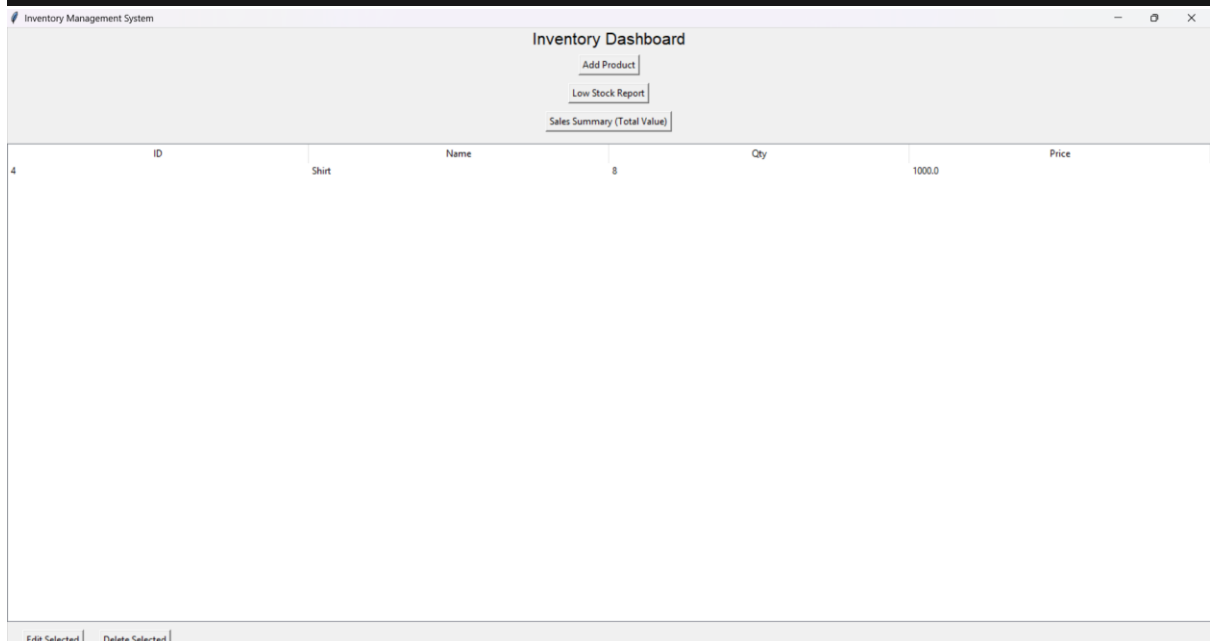 Inventory Management System
Inventory Dashboard
Add Product
Low Stock Report
Sales Summary (Total Value)
ID Name Qty Price
4 Shirt 8 1000.0
Edit Selected Delete Selected